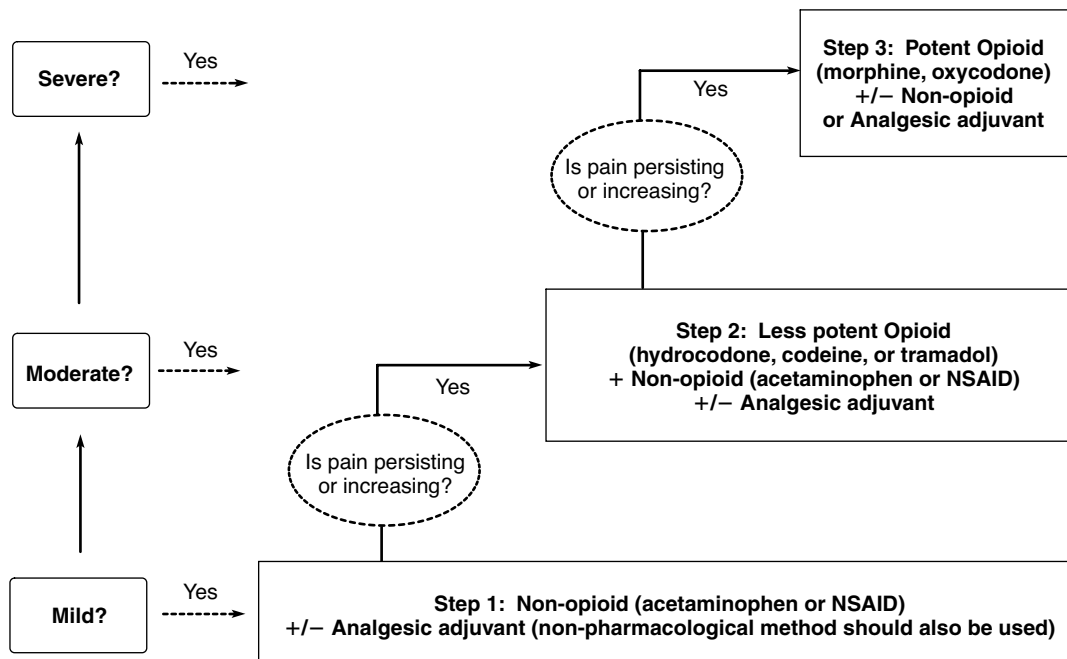 Severe?
Yes
Step 3: Potent Opioid
(morphine, oxycodone)
+/− Non-opioid
or Analgesic adjuvant
Yes
Is pain persisting
or increasing?
Moderate?
Yes
Step 2: Less potent Opioid
(hydrocodone, codeine, or tramadol)
+ Non-opioid (acetaminophen or NSAID)
+/− Analgesic adjuvant
Yes
Is pain persisting
or increasing?
Mild?
Yes
Step 1: Non-opioid (acetaminophen or NSAID)
+/− Analgesic adjuvant (non-pharmacological method should also be used)